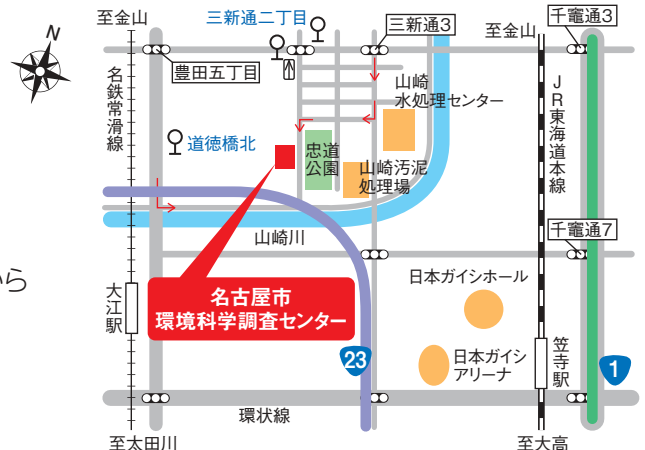 至金山
三新通二丁目
三新通3
至金山
千竈通3
N
豊田五丁目
名鉄常滑線
山崎
水処理センター
JR東海道本線
道徳橋北
忠道
公園
山崎汚泥
処理場
山崎川
千竈通7
から
大江駅
名古屋市
環境科学調査センター
日本ガイシホール
23
日本ガイシ
アリーナ
笠寺駅
1
環状線
至太田川
至大高